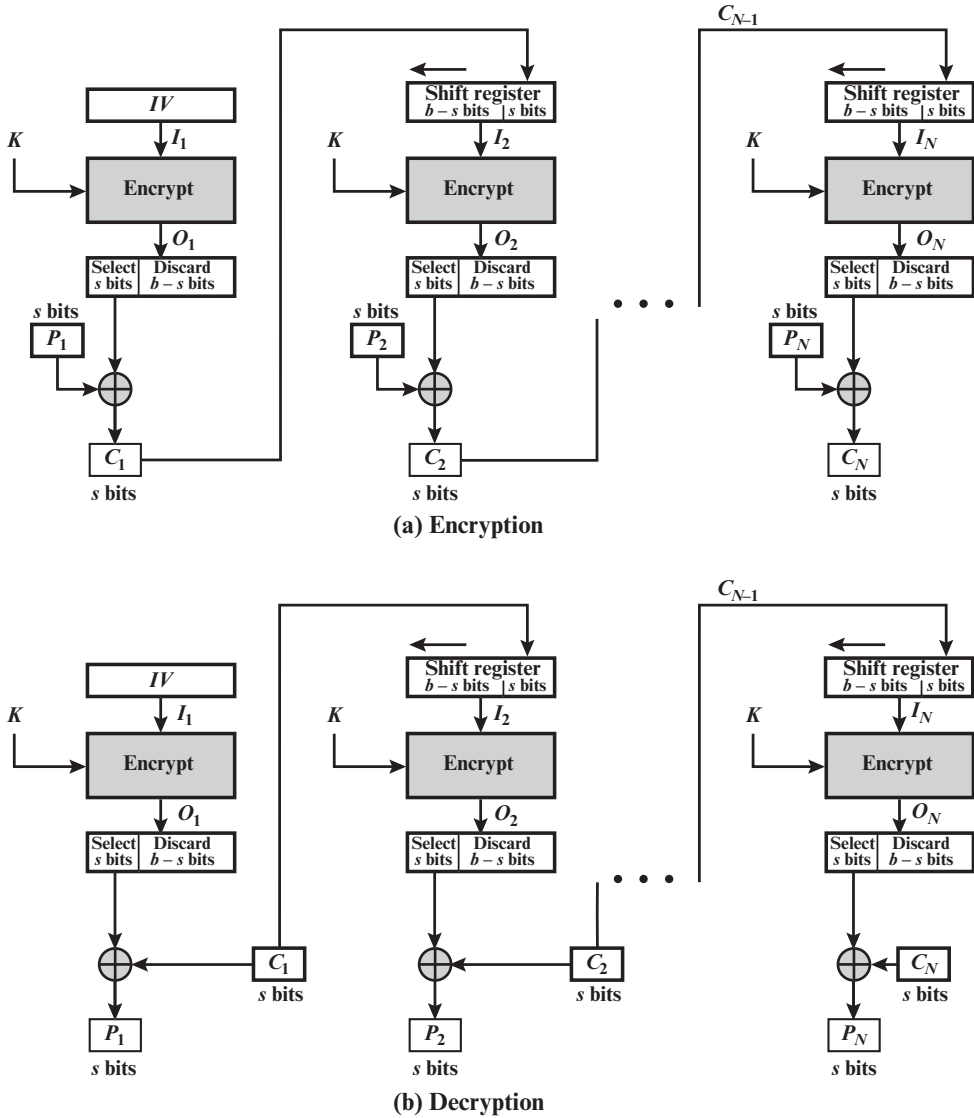 C_{N–1}
Shift register
b – s bits | s bits
Shift register
b – s bits | s bits
IV
K
I_1
K
I_2
K
I_N
Encrypt
Encrypt
Encrypt
O_1
O_2
O_N
Select s bits
Discard b – s bits
Select s bits
Discard b – s bits
Select s bits
Discard b – s bits
s bits
P_1
s bits
P_2
s bits
P_N
C_1
s bits
C_2
s bits
C_N
s bits
(a) Encryption
C_{N–1}
Shift register
b – s bits | s bits
Shift register
b – s bits | s bits
IV
K
I_1
K
I_2
K
I_N
Encrypt
Encrypt
Encrypt
O_1
O_2
O_N
Select s bits
Discard b – s bits
Select s bits
Discard b – s bits
Select s bits
Discard b – s bits
C_1
s bits
C_2
s bits
C_N
s bits
P_1
s bits
P_2
s bits
P_N
s bits
(b) Decryption